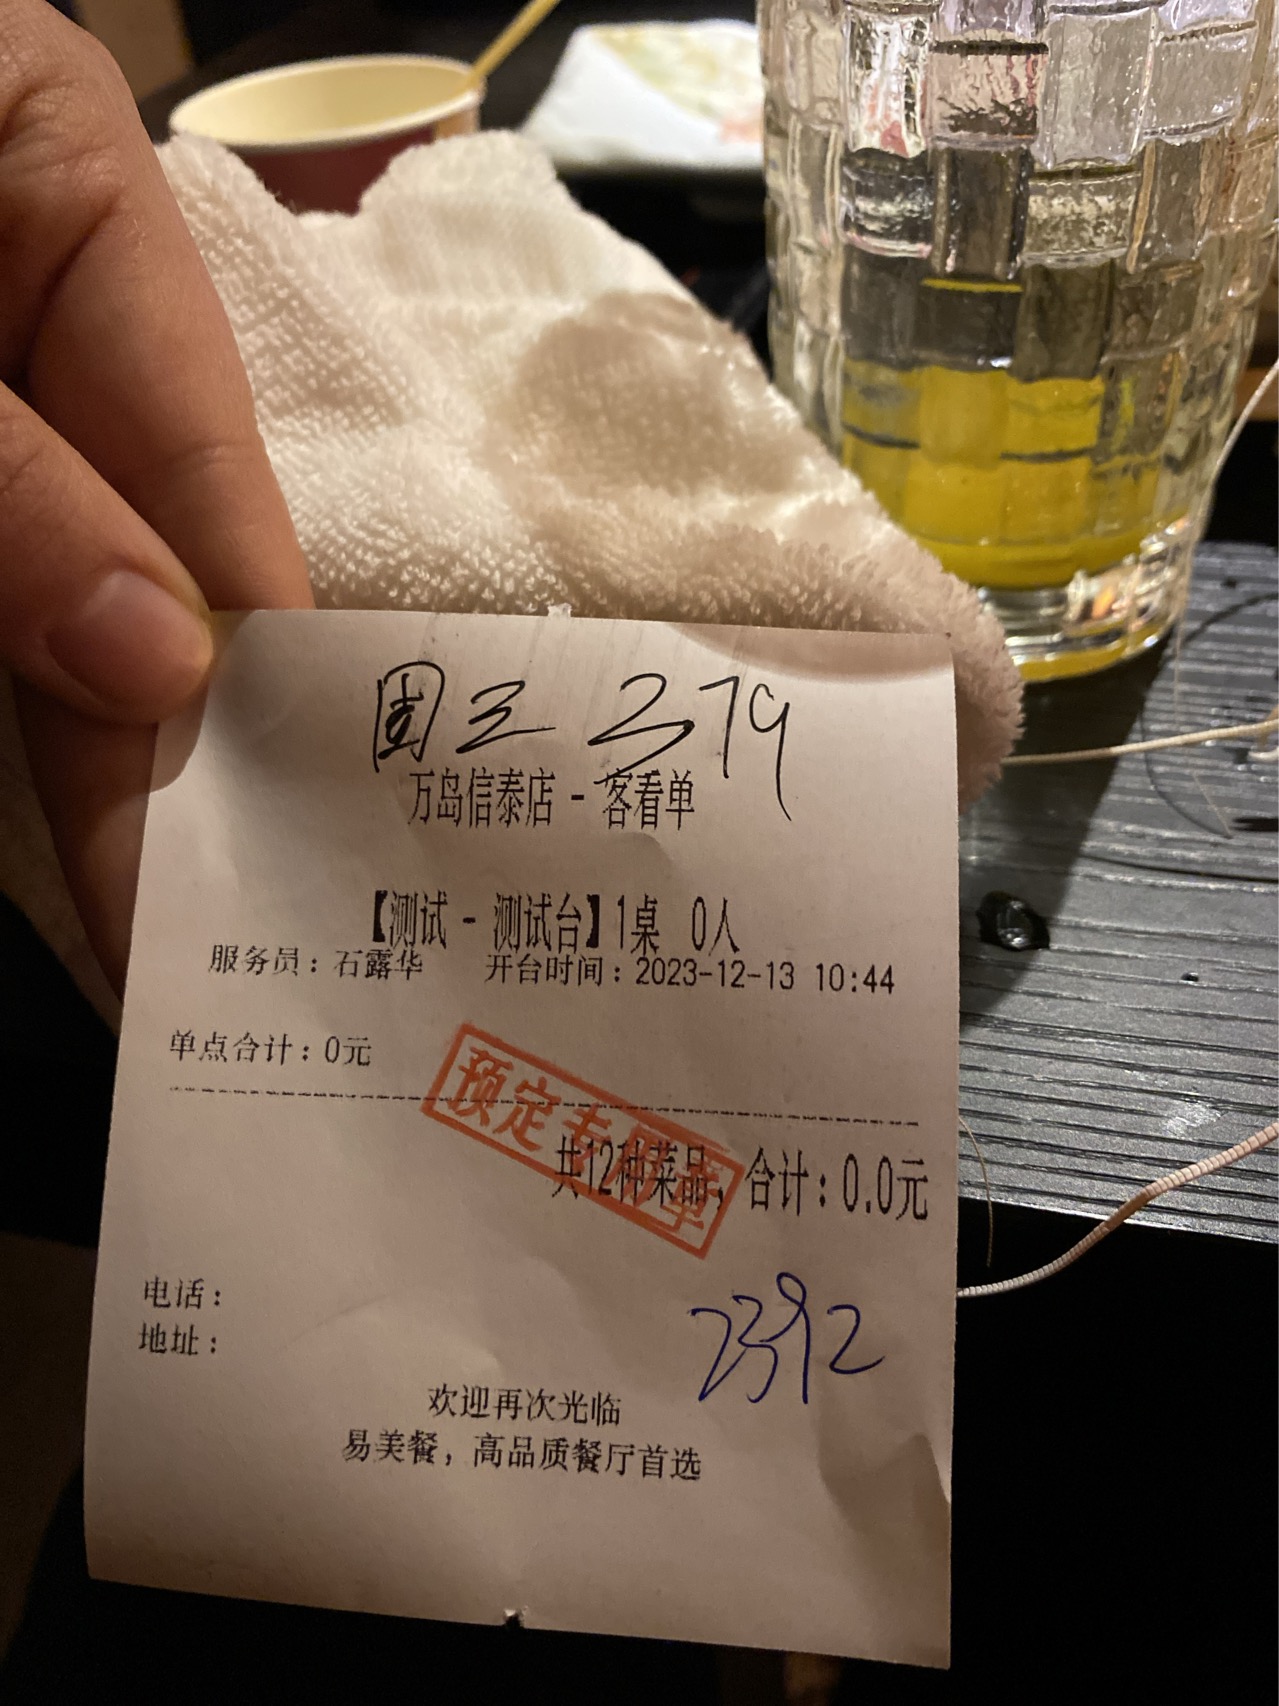 379
万岛信泰店 - 客看单
【测试 - 测试台】1桌 0人
服务员：石露华 开台时间：2023-12-13 10:44
单点合计：0元
预定专用章
共12种菜品，合计：0.0元
电话：
地址：
2392
欢迎再次光临
易美餐，高品质餐厅首选